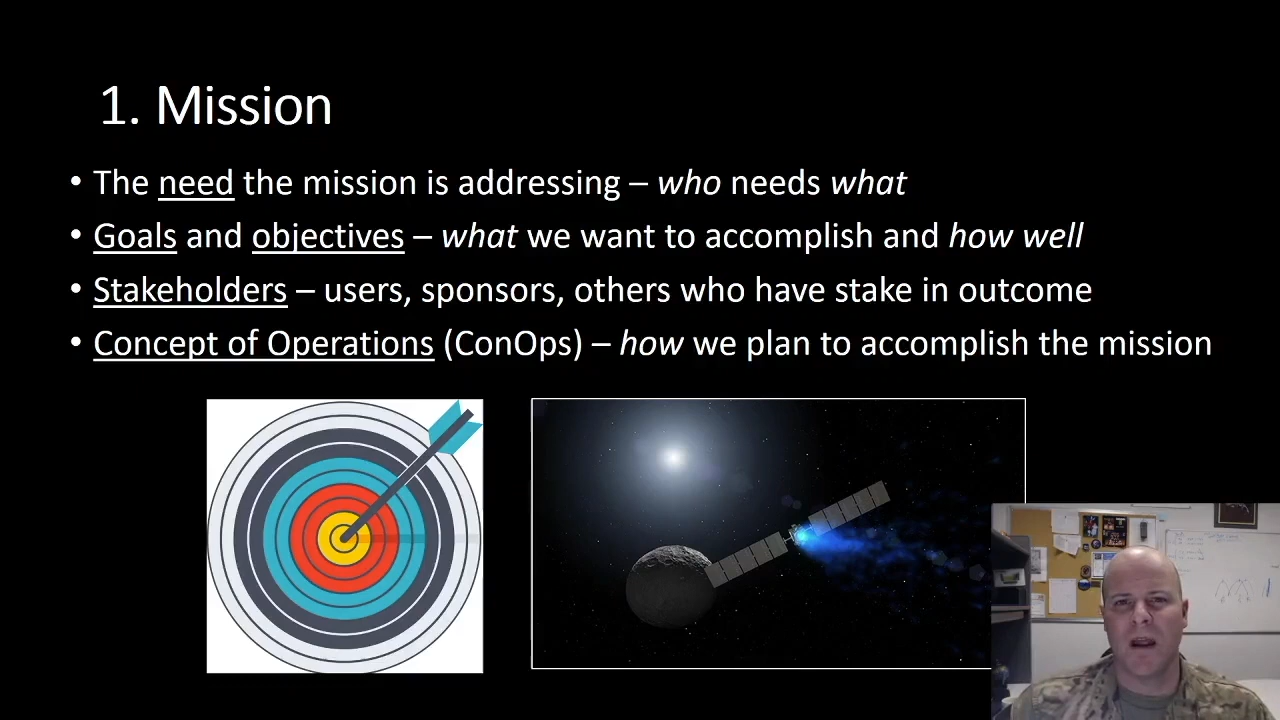 1. Mission
• The need the mission is addressing – who needs what
• Goals and objectives – what we want to accomplish and how well
• Stakeholders – users, sponsors, others who have stake in outcome
• Concept of Operations (ConOps) – how we plan to accomplish the mission